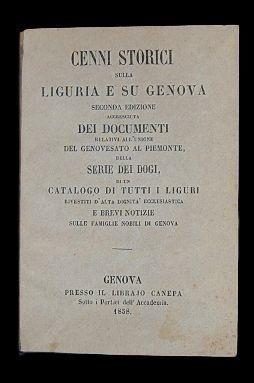 CENNI STORICI
SULLA
LIGURIA E SU GENOVA
SECONDA EDIZIONE
ACCRESCIUTA
DEI DOCUMENTI
RELATIVI ALL'UNIONE
DEL GENOVESATO AL PIEMONTE,
DELLA
SERIE DEI DOGI,
DI UN
CATALOGO DI TUTTI I LIGURI
RIVESTITI D'ALTA DIGNITA' ECCLESIASTICA
E BREVI NOTIZIE
SULLE FAMIGLIE NOBILI DI GENOVA
GENOVA
PRESSO IL LIBRAJO CANEPA
Sotto i Portici dell'Accademia.
1858.